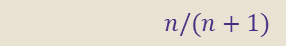 n/(n + 1)